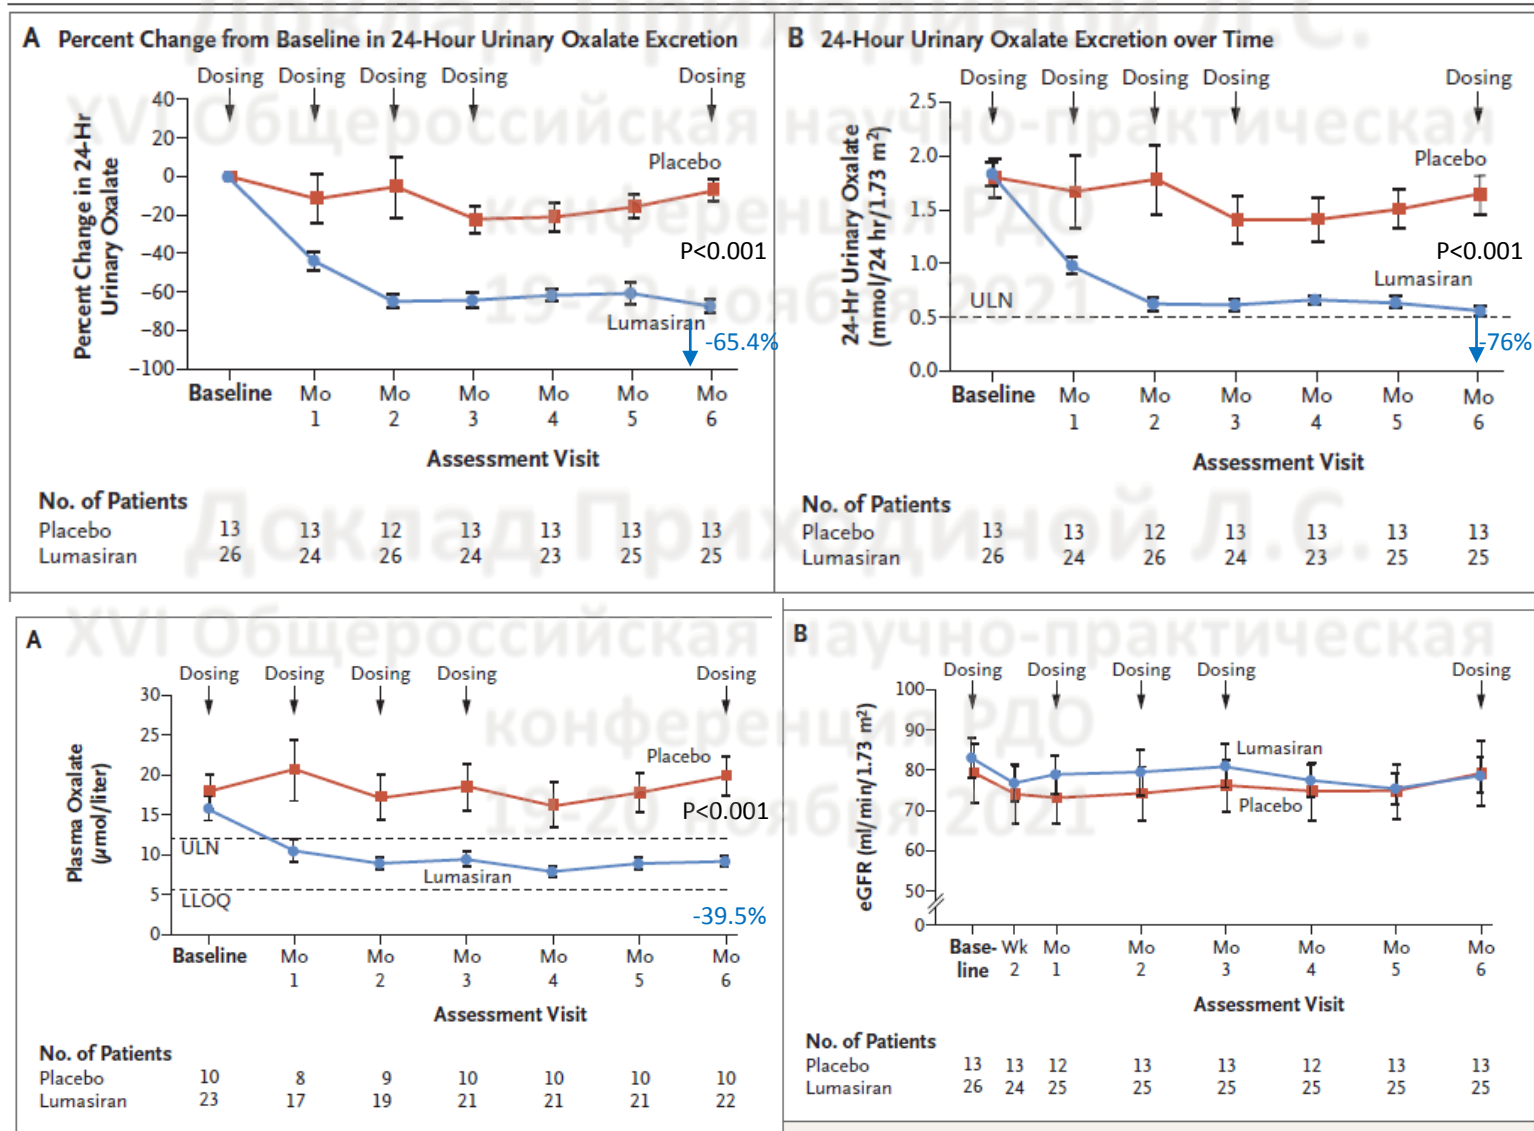 A Percent Change from Baseline in 24-Hour Urinary Oxalate Excretion
Dosing Dosing Dosing Dosing Dosing
Percent Change in 24-Hr
Urinary Oxalate
40
20
0
−20
−40
−60
−80
−100
Placebo
P<0.001
Lumasiran
-65.4%
Baseline Mo Mo Mo Mo Mo Mo
1 2 3 4 5 6
Assessment Visit
No. of Patients
Placebo 13 13 12 13 13 13 13
Lumasiran 26 24 26 24 23 25 25
B 24-Hour Urinary Oxalate Excretion over Time
Dosing Dosing Dosing Dosing Dosing
24-Hr Urinary Oxalate
(mmol/24 hr/1.73 m²)
2.5
2.0
1.5
1.0
0.5
0.0
Placebo
P<0.001
Lumasiran
ULN
-76%
Baseline Mo Mo Mo Mo Mo Mo
1 2 3 4 5 6
Assessment Visit
No. of Patients
Placebo 13 13 12 13 13 13 13
Lumasiran 26 24 26 24 23 25 25
A
Dosing Dosing Dosing Dosing Dosing
Plasma Oxalate
(μmol/liter)
30
25
20
15
10
5
0
Placebo
P<0.001
ULN
Lumasiran
LLOQ
-39.5%
Baseline Mo Mo Mo Mo Mo Mo
1 2 3 4 5 6
Assessment Visit
No. of Patients
Placebo 10 8 9 10 10 10 10
Lumasiran 23 17 19 21 21 21 22
B
Dosing Dosing Dosing Dosing Dosing
eGFR (ml/min/1.73 m²)
100
90
80
70
60
50
0
Lumasiran
Placebo
Base- Wk Mo Mo Mo Mo Mo Mo
line 2 1 2 3 4 5 6
Assessment Visit
No. of Patients
Placebo 13 13 12 13 13 12 13 13
Lumasiran 26 24 25 25 25 25 25 25
Доклад Приходиной Л.С.
XVI Общероссийская научно-практическая
конференция РДО
19-20 ноября 2021
Доклад Приходиной Л.С.
XVI Общероссийская научно-практическая
конференция РДО
19-20 ноября 2021